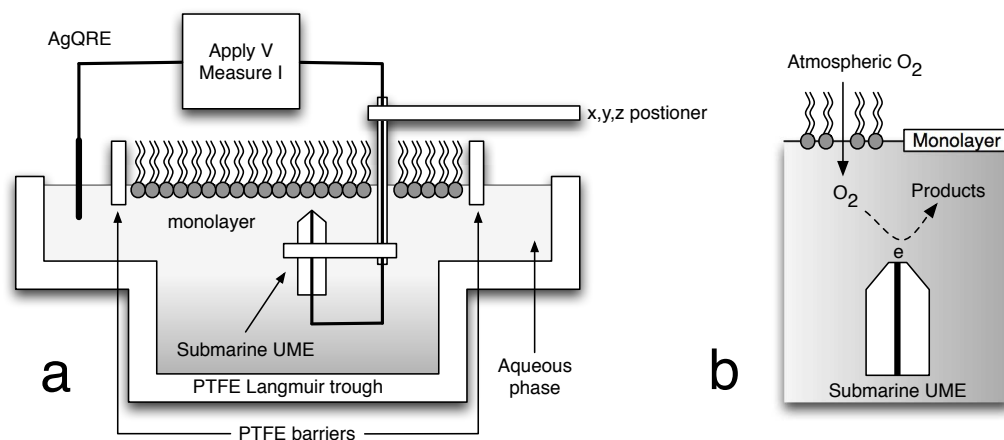 AgQRE
Apply V
Measure I
x,y,z postioner
monolayer
Submarine UME
Aqueous
phase
PTFE Langmuir trough
PTFE barriers
a
Atmospheric O2
Monolayer
O2
Products
e
Submarine UME
b